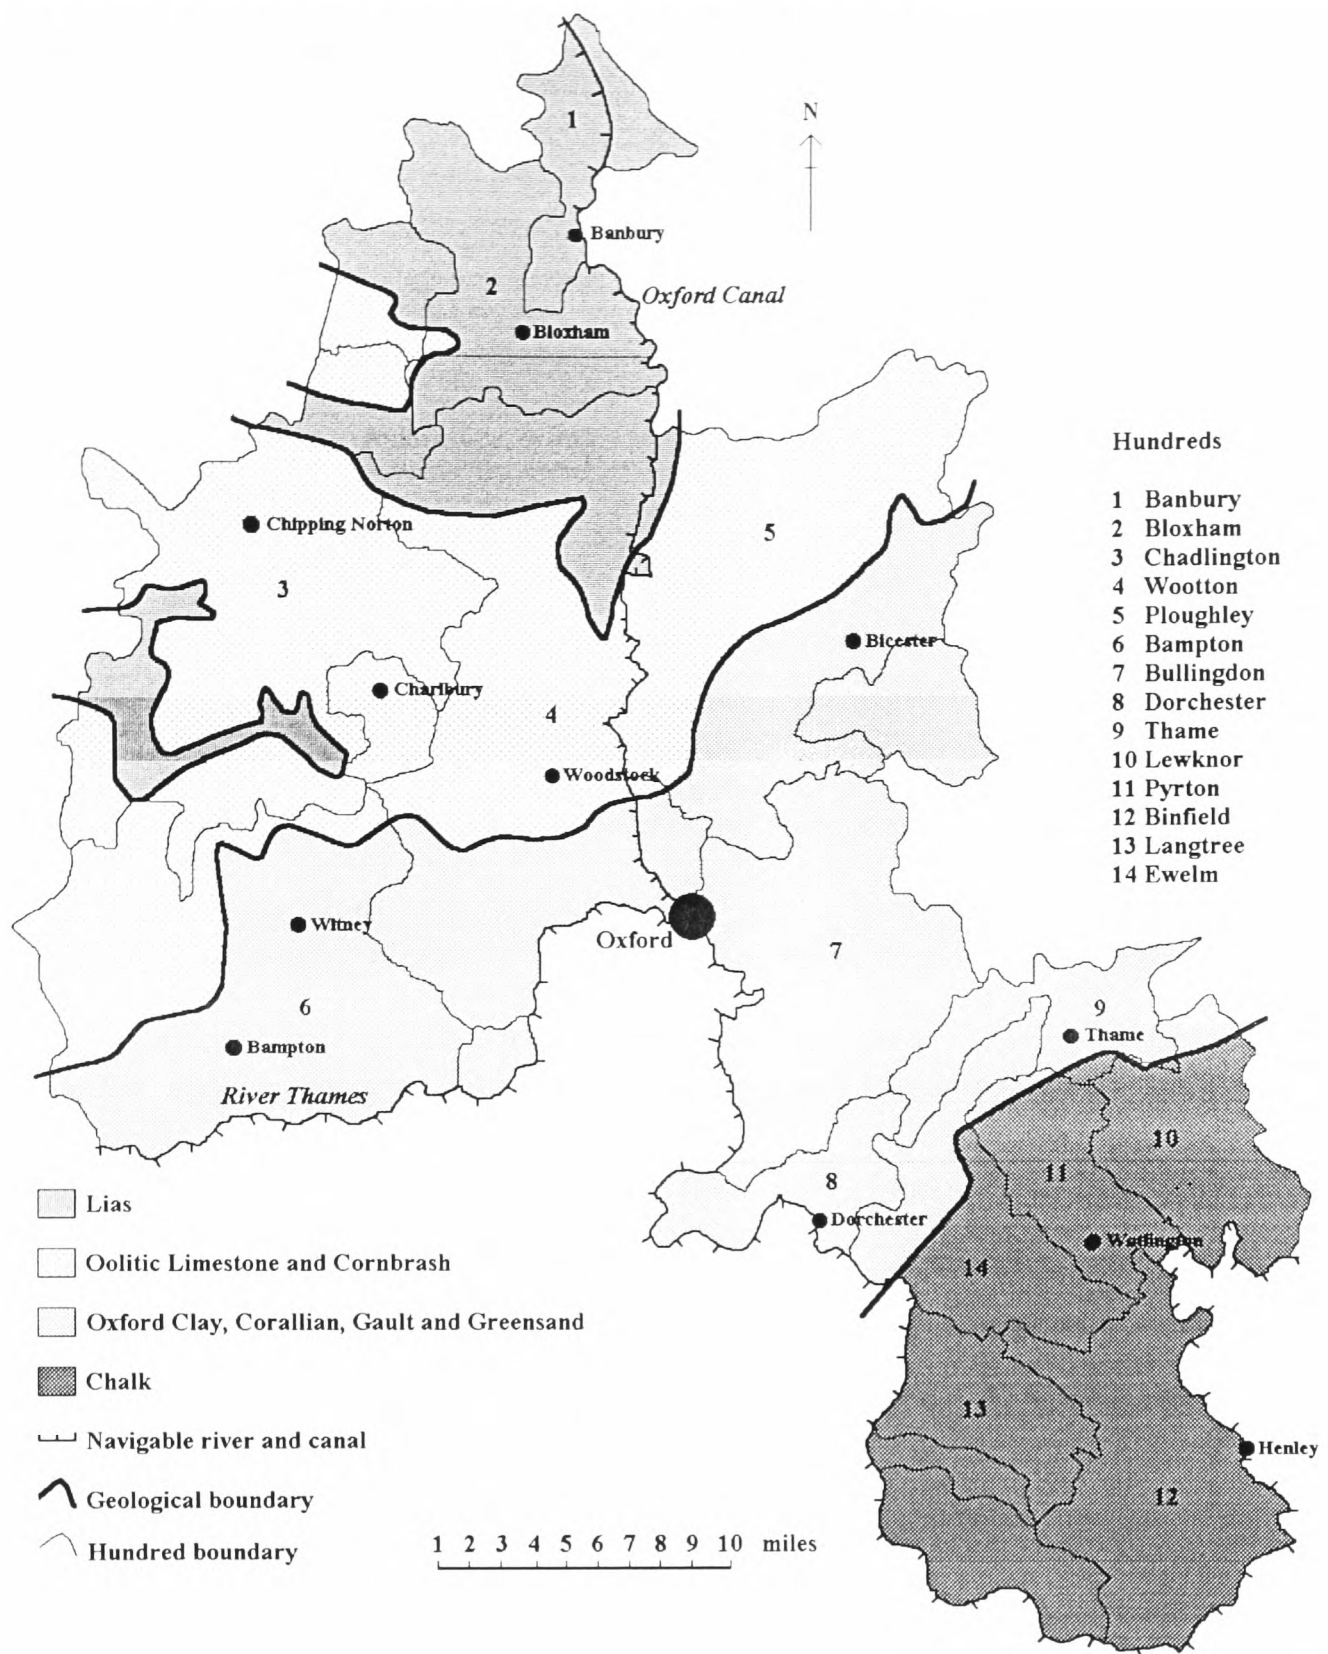 N
1
Banbury
2
Oxford Canal
Bloxham
Hundreds
1 Banbury
2 Bloxham
3 Chadlington
4 Wootton
5 Ploughley
6 Bampton
7 Bullingdon
8 Dorchester
9 Thame
10 Lewknor
11 Pyrton
12 Binfield
13 Langtree
14 Ewelm
Chipping Norton
5
3
Bicester
Charlbury
4
Woodstock
Witney
Oxford
7
6
9
Bampton
Thame
River Thames
10
11
8
Dorchester
Watlington
14
13
Henley
12
Lias
Oolitic Limestone and Cornbrash
Oxford Clay, Corallian, Gault and Greensand
Chalk
Navigable river and canal
Geological boundary
Hundred boundary
1 2 3 4 5 6 7 8 9 10 miles